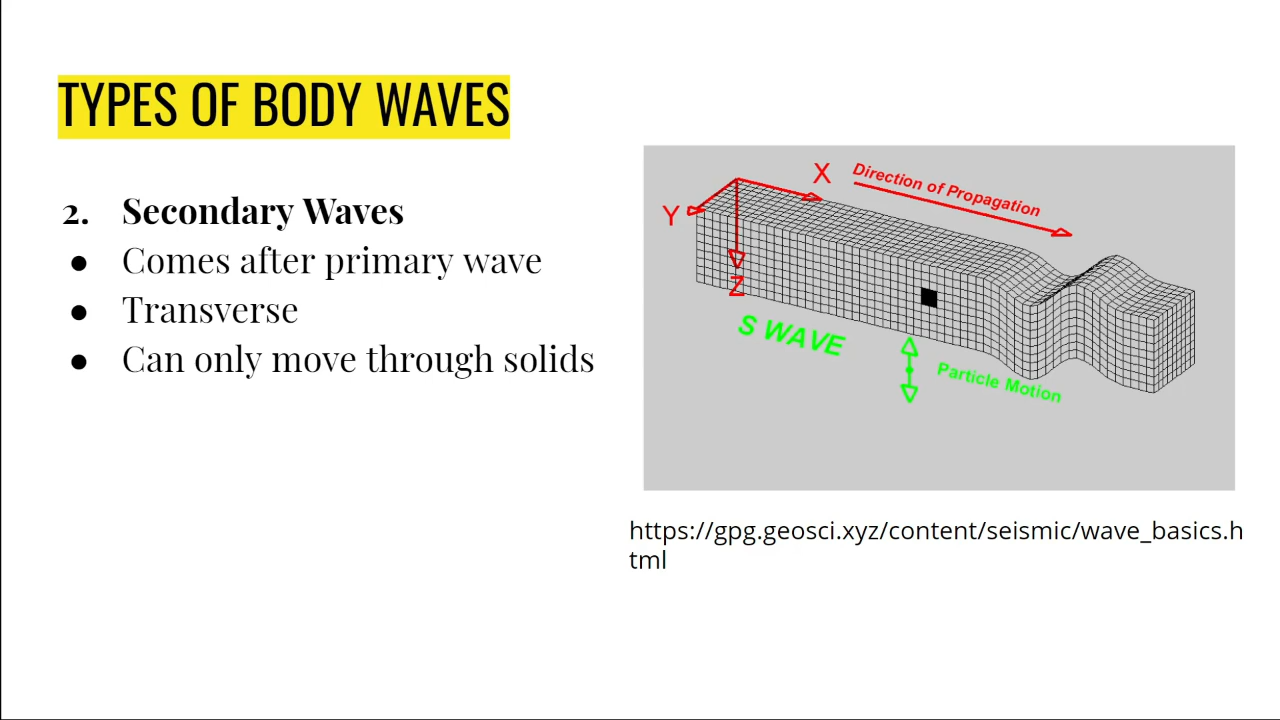 TYPES OF BODY WAVES
2. Secondary Waves
● Comes after primary wave
● Transverse
● Can only move through solids
X
Direction of Propagation
Y
Z
S WAVE
Particle Motion
https://gpg.geosci.xyz/content/seismic/wave_basics.h
tml